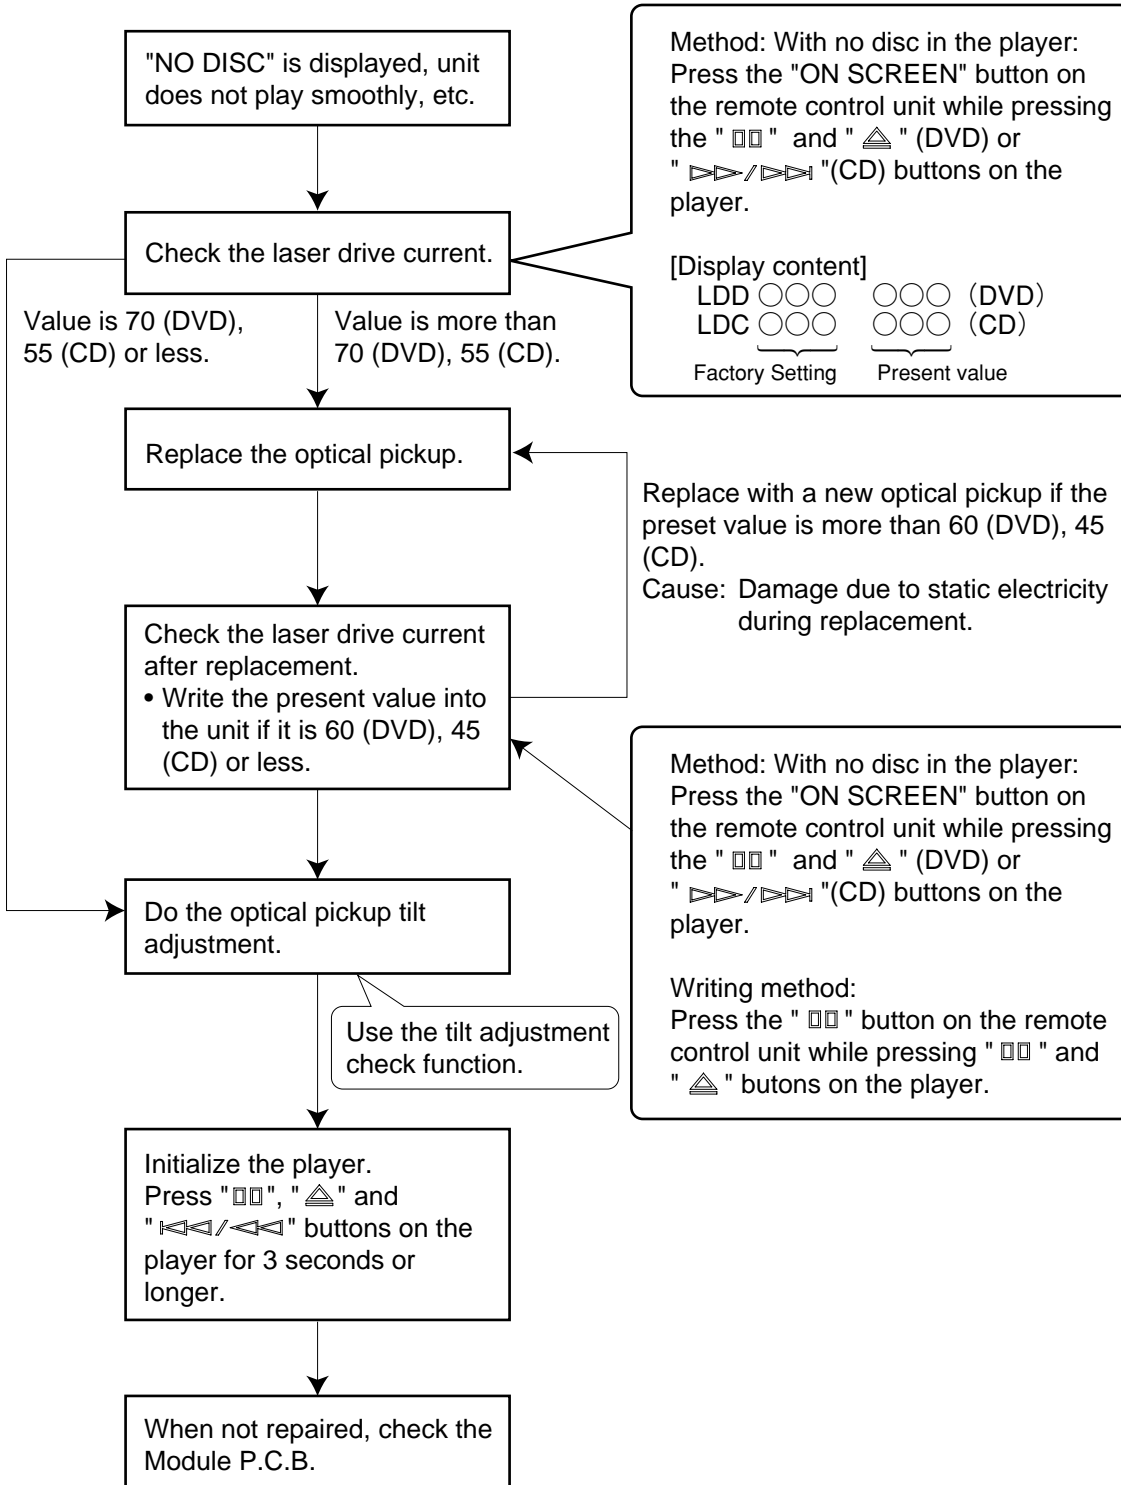 "NO DISC" is displayed, unit
does not play smoothly, etc.
Check the laser drive current.
Value is 70 (DVD),
55 (CD) or less.
Value is more than
70 (DVD), 55 (CD).
Method: With no disc in the player:
Press the "ON SCREEN" button on
the remote control unit while pressing
the " " and " " (DVD) or
" / "(CD) buttons on the
player.
[Display content]
LDD ○○○ ○○○ (DVD)
LDC ○○○ ○○○ (CD)
Factory Setting Present value
Replace the optical pickup.
Replace with a new optical pickup if the
preset value is more than 60 (DVD), 45
(CD).
Cause: Damage due to static electricity
during replacement.
Check the laser drive current
after replacement.
• Write the present value into
the unit if it is 60 (DVD), 45
(CD) or less.
Method: With no disc in the player:
Press the "ON SCREEN" button on
the remote control unit while pressing
the " " and " " (DVD) or
" / "(CD) buttons on the
player.
Writing method:
Press the " " button on the remote
control unit while pressing " " and
" " butons on the player.
Do the optical pickup tilt
adjustment.
Use the tilt adjustment
check function.
Initialize the player.
Press " ", " " and
" / " buttons on the
player for 3 seconds or
longer.
When not repaired, check the
Module P.C.B.